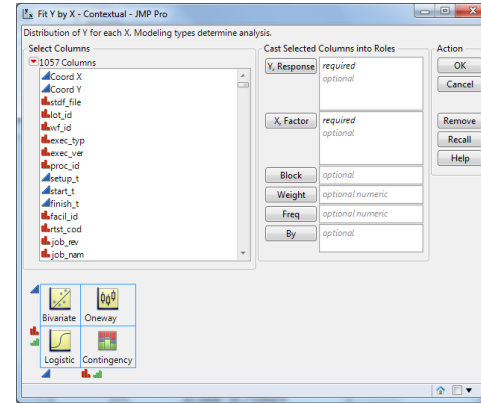 Fit Y by X - Contextual - JMP Pro
Distribution of Y for each X. Modeling types determine analysis.
Select Columns
1057 Columns
Coord X
Coord Y
stdf_file
lot_id
wf_id
exec_typ
exec_ver
proc_id
setup_t
start_t
finish_t
facil_id
rtst_cod
job_rev
job_nam
Cast Selected Columns into Roles
Y, Response
required
optional
X, Factor
required
optional
Block
optional
Weight
optional numeric
Freq
optional numeric
By
optional
Action
OK
Cancel
Remove
Recall
Help
Bivariate
Oneway
Logistic
Contingency